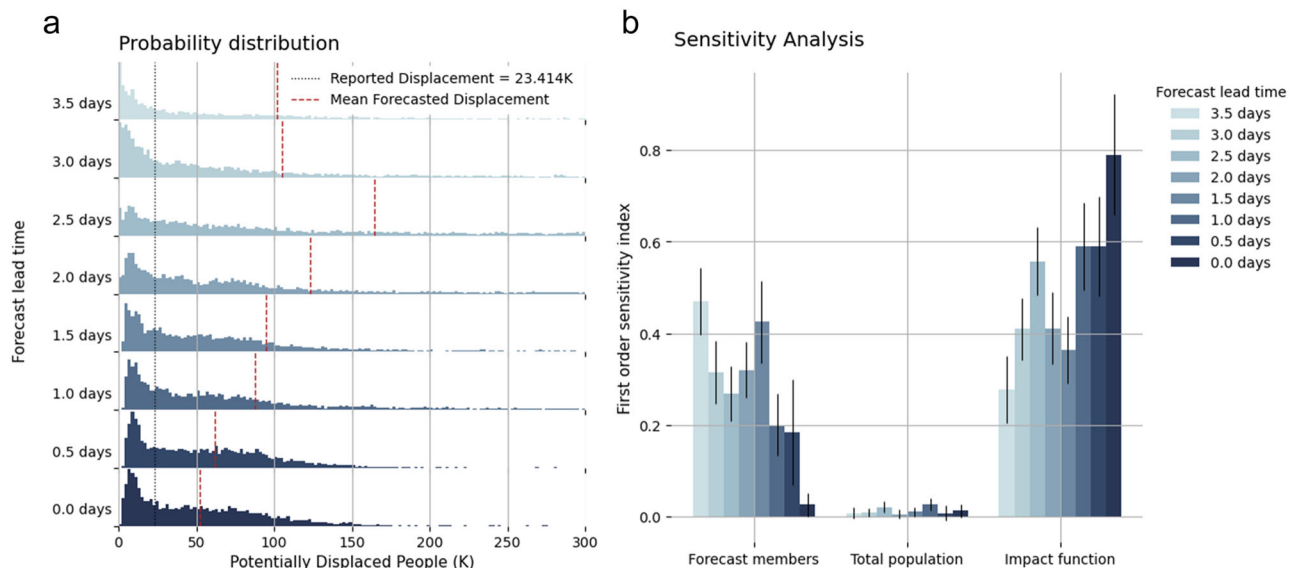 a
Probability distribution
Reported Displacement = 23.414K
Mean Forecasted Displacement
Forecast lead time
3.5 days
3.0 days
2.5 days
2.0 days
1.5 days
1.0 days
0.5 days
0.0 days
0 50 100 150 200 250 300
Potentially Displaced People (K)
b
Sensitivity Analysis
First order sensitivity index
0.8
0.6
0.4
0.2
0.0
Forecast members Total population Impact function
Forecast lead time
3.5 days
3.0 days
2.5 days
2.0 days
1.5 days
1.0 days
0.5 days
0.0 days